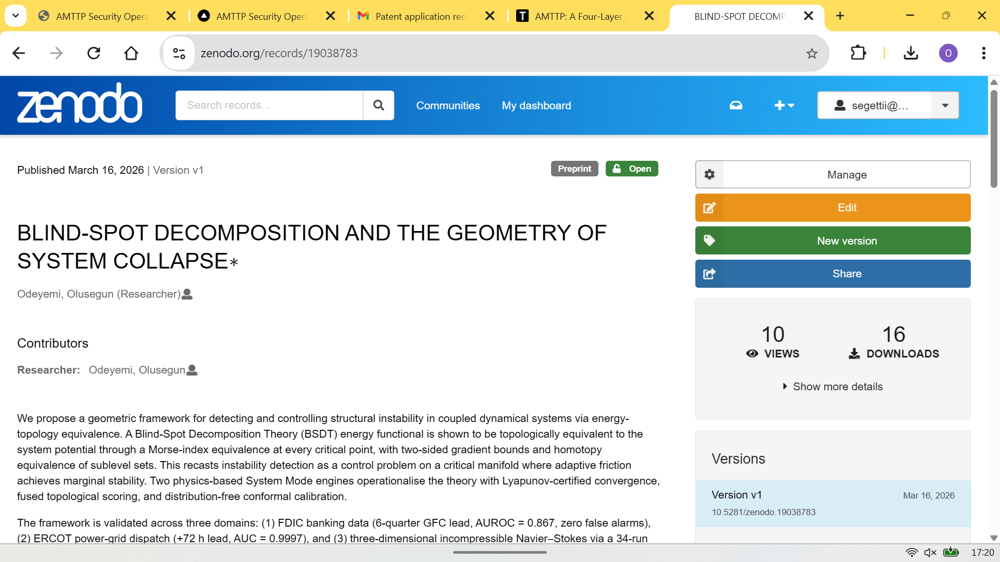 AMTTP Security Opera
AMTTP Security Opera
Patent application rec
T
AMTTP: A Four-Layer
BLIND-SPOT DECOMP
zenodo.org/records/19038783
O
zenodo
Search records...
Communities
My dashboard
segettii@...
Published March 16, 2026 | Version v1
Preprint
Open
Manage
Edit
New version
Share
BLIND-SPOT DECOMPOSITION AND THE GEOMETRY OF
SYSTEM COLLAPSE*
Odeyemi, Olusegun (Researcher)
Contributors
Researcher: Odeyemi, Olusegun
10
VIEWS
16
DOWNLOADS
Show more details
We propose a geometric framework for detecting and controlling structural instability in coupled dynamical systems via energy-
topology equivalence. A Blind-Spot Decomposition Theory (BSDT) energy functional is shown to be topologically equivalent to the
system potential through a Morse-index equivalence at every critical point, with two-sided gradient bounds and homotopy
equivalence of sublevel sets. This recasts instability detection as a control problem on a critical manifold where adaptive friction
achieves marginal stability. Two physics-based System Mode engines operationalise the theory with Lyapunov-certified convergence,
fused topological scoring, and distribution-free conformal calibration.
The framework is validated across three domains: (1) FDIC banking data (6-quarter GFC lead, AUROC = 0.867, zero false alarms),
(2) ERCOT power-grid dispatch (+72 h lead, AUC = 0.9997), and (3) three-dimensional incompressible Navier–Stokes via a 34-run
Versions
Version v1
Mar 16, 2026
10.5281/zenodo.19038783
17:20